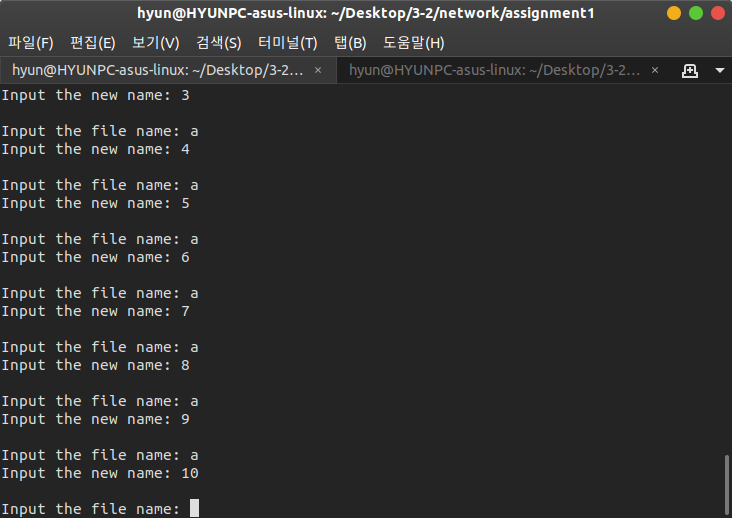 hyun@HYUNPC-asus-linux: ~/Desktop/3-2/network/assignment1
파일(F) 편집(E) 보기(V) 검색(S) 터미널(T) 탭(B) 도움말(H)
hyun@HYUNPC-asus-linux: ~/Desktop/3-2... × hyun@HYUNPC-asus-linux: ~/Desktop/3-2... ×
Input the new name: 3
Input the file name: a
Input the new name: 4
Input the file name: a
Input the new name: 5
Input the file name: a
Input the new name: 6
Input the file name: a
Input the new name: 7
Input the file name: a
Input the new name: 8
Input the file name: a
Input the new name: 9
Input the file name: a
Input the new name: 10
Input the file name: